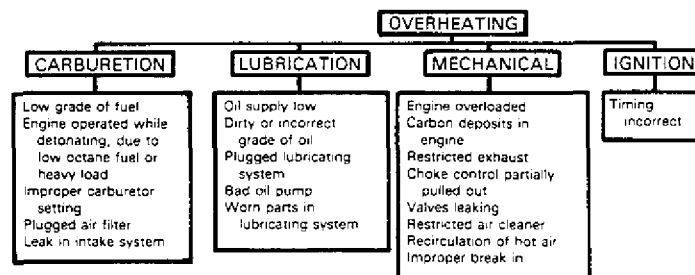 OVERHEATING
CARBURETION
Low grade of fuel
Engine operated while
detonating, due to
low octane fuel or
heavy load
Improper carburetor
setting
Plugged air filter
Leak in intake system
LUBRICATION
Oil supply low
Dirty or incorrect
grade of oil
Plugged lubricating
system
Bad oil pump
Worn parts in
lubricating system
MECHANICAL
Engine overloaded
Carbon deposits in
engine
Restricted exhaust
Choke control partially
pulled out
Valves leaking
Restricted air cleaner
Recirculation of hot air
Improper break in
IGNITION
Timing
incorrect